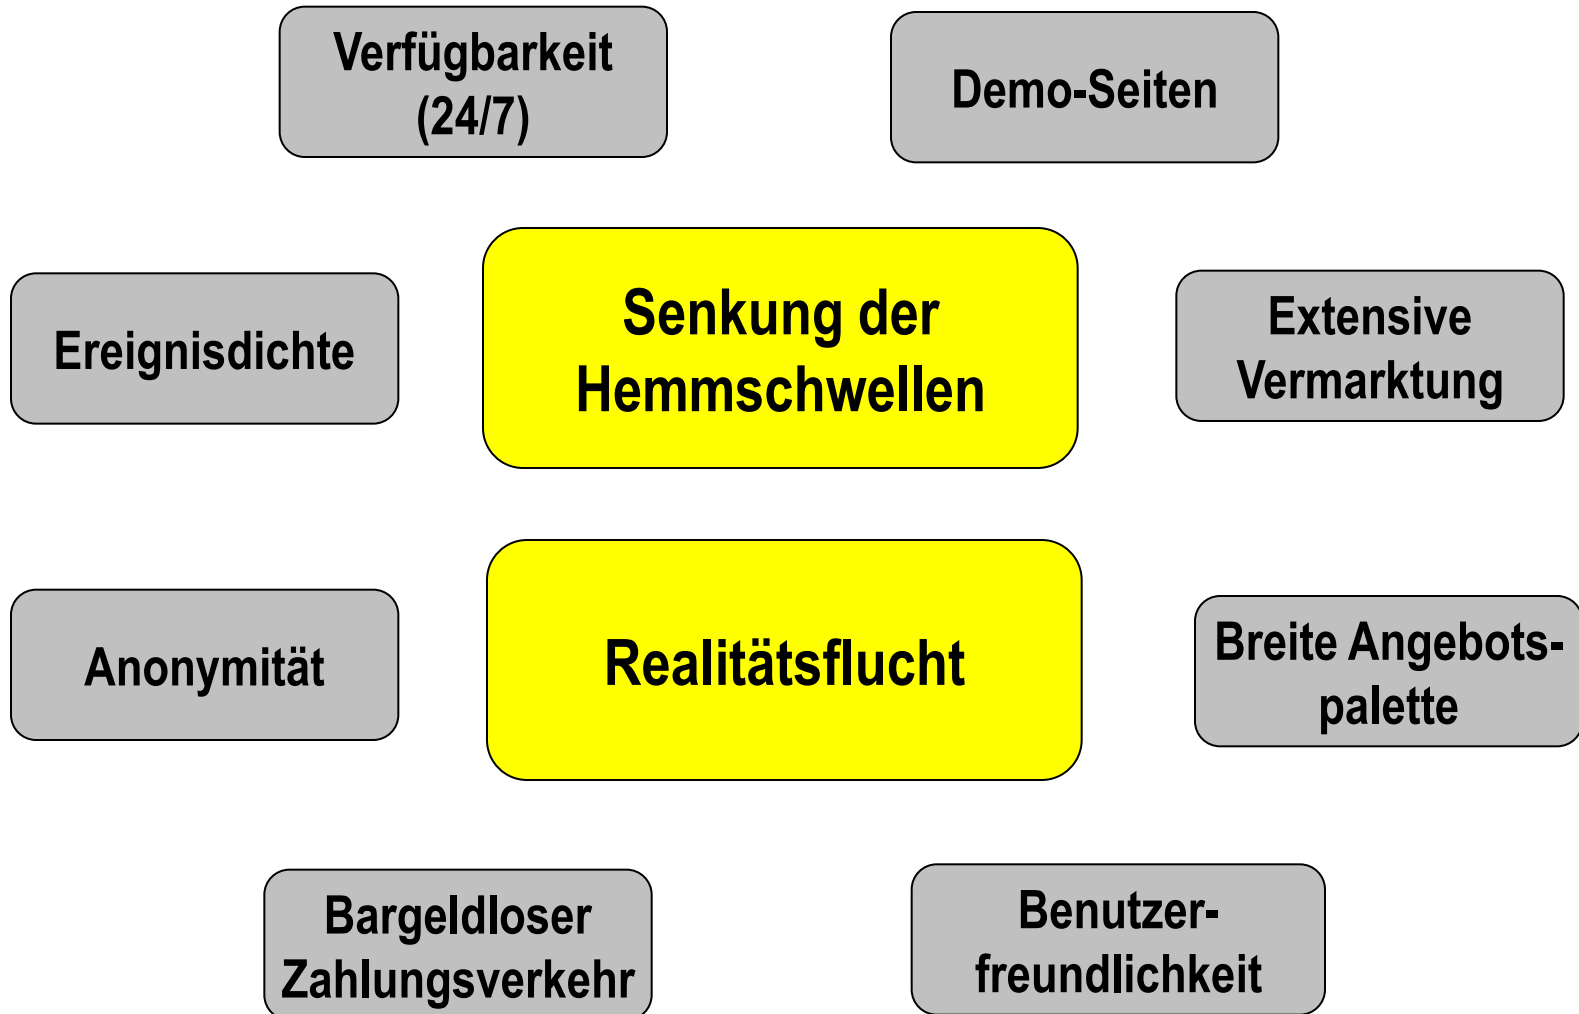 Verfügbarkeit
(24/7)
Demo-Seiten
Ereignisdichte
Senkung der
Hemmschwellen
Extensive
Vermarktung
Anonymität
Realitätsflucht
Breite Angebots-
palette
Bargeldloser
Zahlungsverkehr
Benutzer-
freundlichkeit